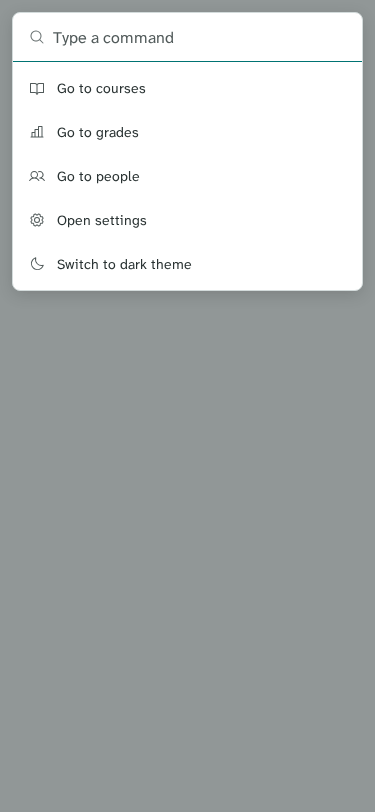 Type a command
Go to courses
Go to grades
Go to people
Open settings
Switch to dark theme